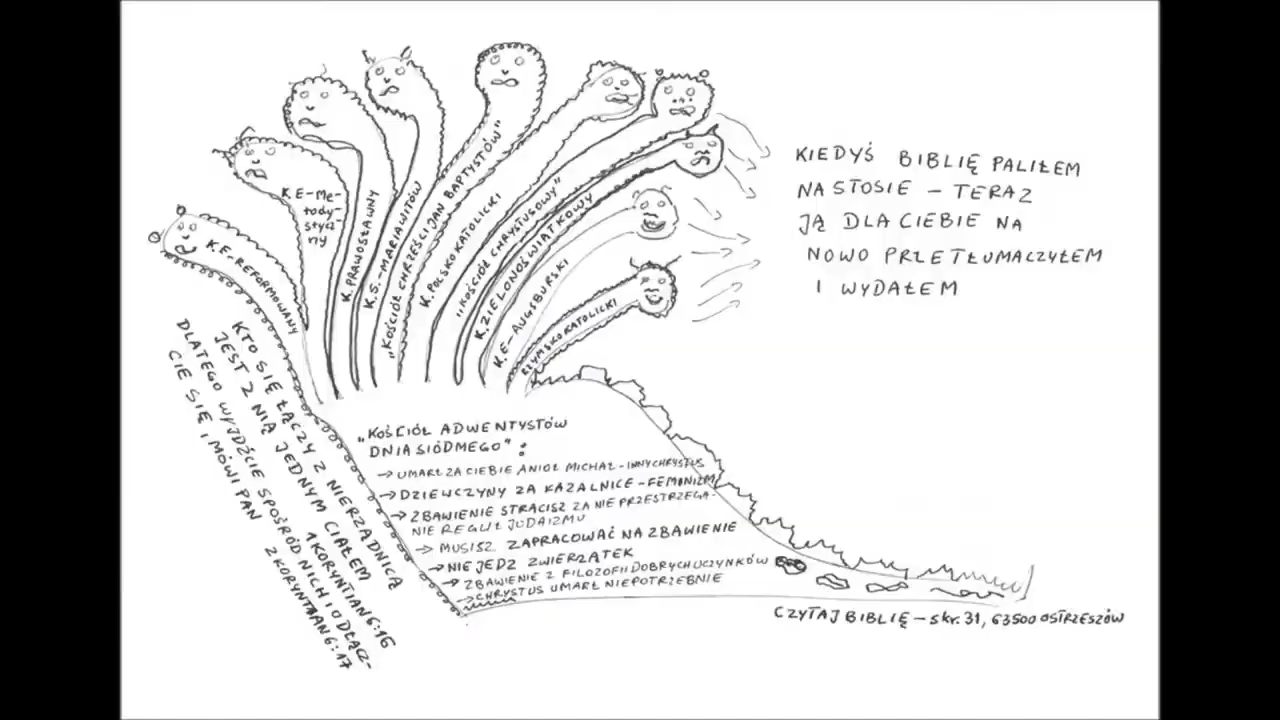 KIEDYŚ BIBLIĘ PALIŁEM
NA STOSIE – TERAZ
JĄ DLA CIEBIE NA
NOWO PRZETŁUMACZYŁEM
I WYDAŁEM
K.E-REFORMOWANY
K.E-Me-
tody-
stycz-
ny
K. PRAWOSŁAWNY
K.S.-MARIAWITÓW
„KOŚCIÓŁ CHRZEŚCIJAN BAPTYSTÓW"
K. POLSKOKATOLICKI
„KOŚCIÓŁ CHRYSTUSOWY"
K. ZIELONOŚWIĄTKOWY
K.E-AUGSBURSKI
RZYMSKOKATOLICKI
„KOŚCIÓŁ ADWENTYSTÓW
DNIA SIÓDMEGO":
→ UMARŁ ZA CIEBIE ANIOŁ MICHAŁ-INNY CHRYSTUS
→ DZIEWCZYNY ZA KAZALNICE-FEMINIZM
→ ZBAWIENIE STRACISZ ZA NIE PRZESTRZEGA-
NIE REGUŁ JUDAIZMU
→ MUSISZ ZAPRACOWAĆ NA ZBAWIENIE
→ NIE JEDZ ZWIERZĄTEK
→ ZBAWIENIE Z FILOZOFII DOBRYCH UCZYNKÓW
→ CHRYSTUS UMARŁ NIEPOTRZEBNIE
KTO SIĘ ŁĄCZY Z NIERZĄDNICĄ
JEST Z NIĄ JEDNYM CIAŁEM
1 KORYNTIAN 6:16
DLATEGO WYJDŹCIE SPOŚRÓD NICH I ODŁĄCZ-
CIE SIĘ I MÓWI PAN
2 KORYNTIAN 6:17
CZYTAJ BIBLIĘ – skr. 31, 63500 OSTRZESZÓW